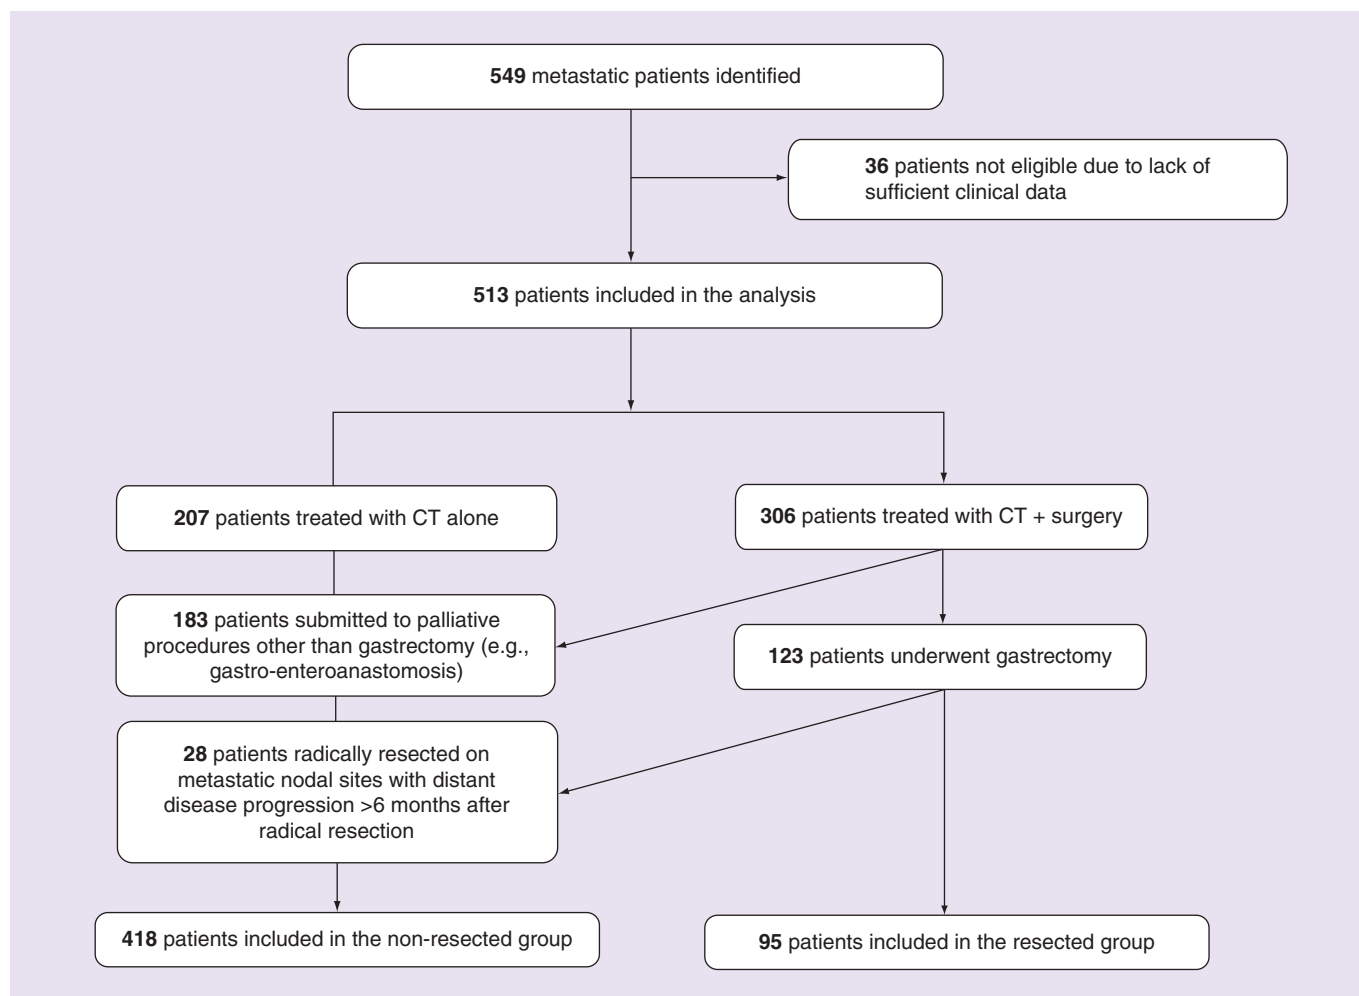 549 metastatic patients identified
36 patients not eligible due to lack of
sufficient clinical data
513 patients included in the analysis
207 patients treated with CT alone
306 patients treated with CT + surgery
183 patients submitted to palliative
procedures other than gastrectomy (e.g.,
gastro-enteroanastomosis)
123 patients underwent gastrectomy
28 patients radically resected on
metastatic nodal sites with distant
disease progression >6 months after
radical resection
418 patients included in the non-resected group
95 patients included in the resected group